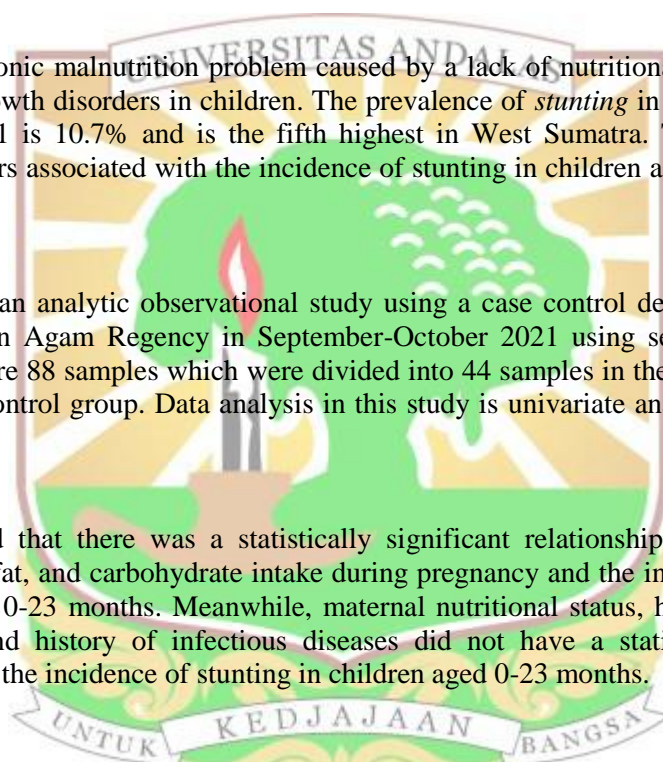 UNIVERSITAS ANDALAS
onic malnutrition problem caused by a lack of nutritiona
wth disorders in children. The prevalence of stunting in
1 is 10.7% and is the fifth highest in West Sumatra.
rs associated with the incidence of stunting in children a
an analytic observational study using a case control de
n Agam Regency in September-October 2021 using se
re 88 samples which were divided into 44 samples in the
ontrol group. Data analysis in this study is univariate an
d that there was a statistically significant relationship
fat, and carbohydrate intake during pregnancy and the in
0-23 months. Meanwhile, maternal nutritional status, h
nd history of infectious diseases did not have a stati
the incidence of stunting in children aged 0-23 months.
UNTUK KEDJAJAAN BANGSA